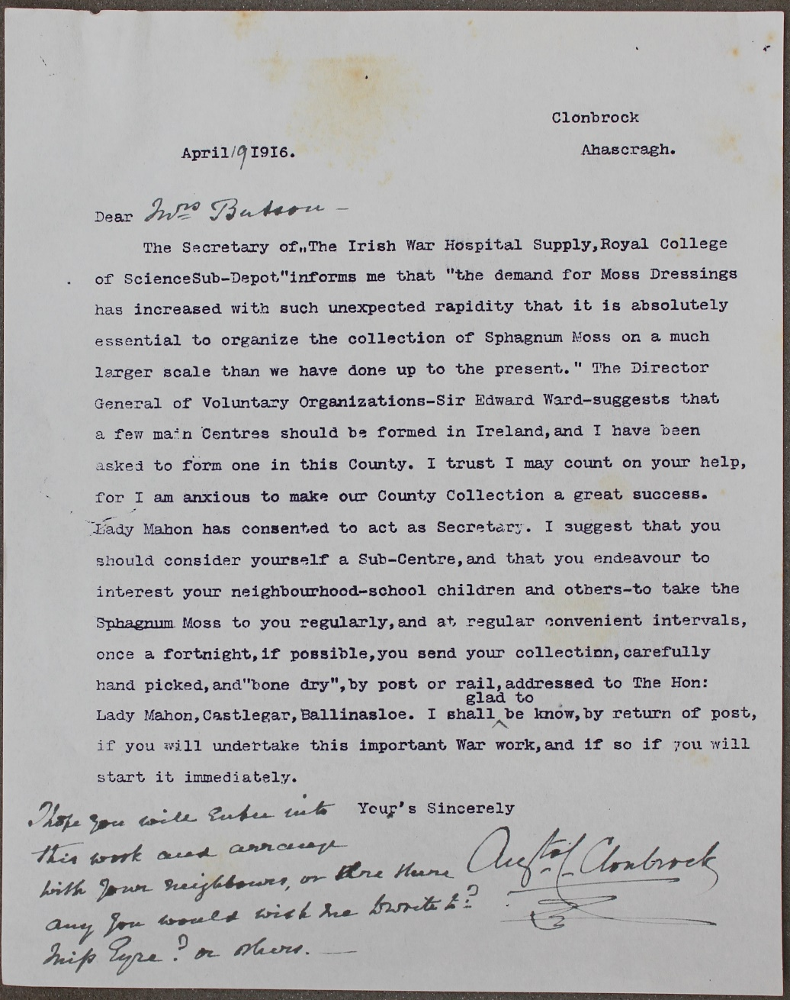 Clonbrock
Ahascragh.
April 19 I9I6.
Dear Mrs Butson -
The Secretary of„The Irish War Hospital Supply,Royal College
of ScienceSub-Depot"informs me that "the demand for Moss Dressings
has increased with such unexpected rapidity that it is absolutely
essential to organize the collection of Sphagnum Moss on a much
larger scale than we have done up to the present." The Director
General of Voluntary Organizations-Sir Edward Ward-suggests that
a few main Centres should be formed in Ireland,and I have been
asked to form one in this County. I trust I may count on your help,
for I am anxious to make our County Collection a great success.
Lady Mahon has consented to act as Secretary. I suggest that you
should consider yourself a Sub-Centre,and that you endeavour to
interest your neighbourhood-school children and others-to take the
Sphagnum Moss to you regularly,and at regular convenient intervals,
once a fortnight,if possible,you send your collectinn,carefully
hand picked,and"bone dry",by post or rail,addressed to The Hon:
glad to
Lady Mahon,Castlegar,Ballinasloe. I shall ^ be know,by return of post,
if you will undertake this important War work,and if so if you will
start it immediately.
Your's Sincerely
Augta C Clonbrock
I hope you will Enter into
this work and arrange
with your neighbours, or are there
any you would wish me to write to?
Miss Eyre? or others. —